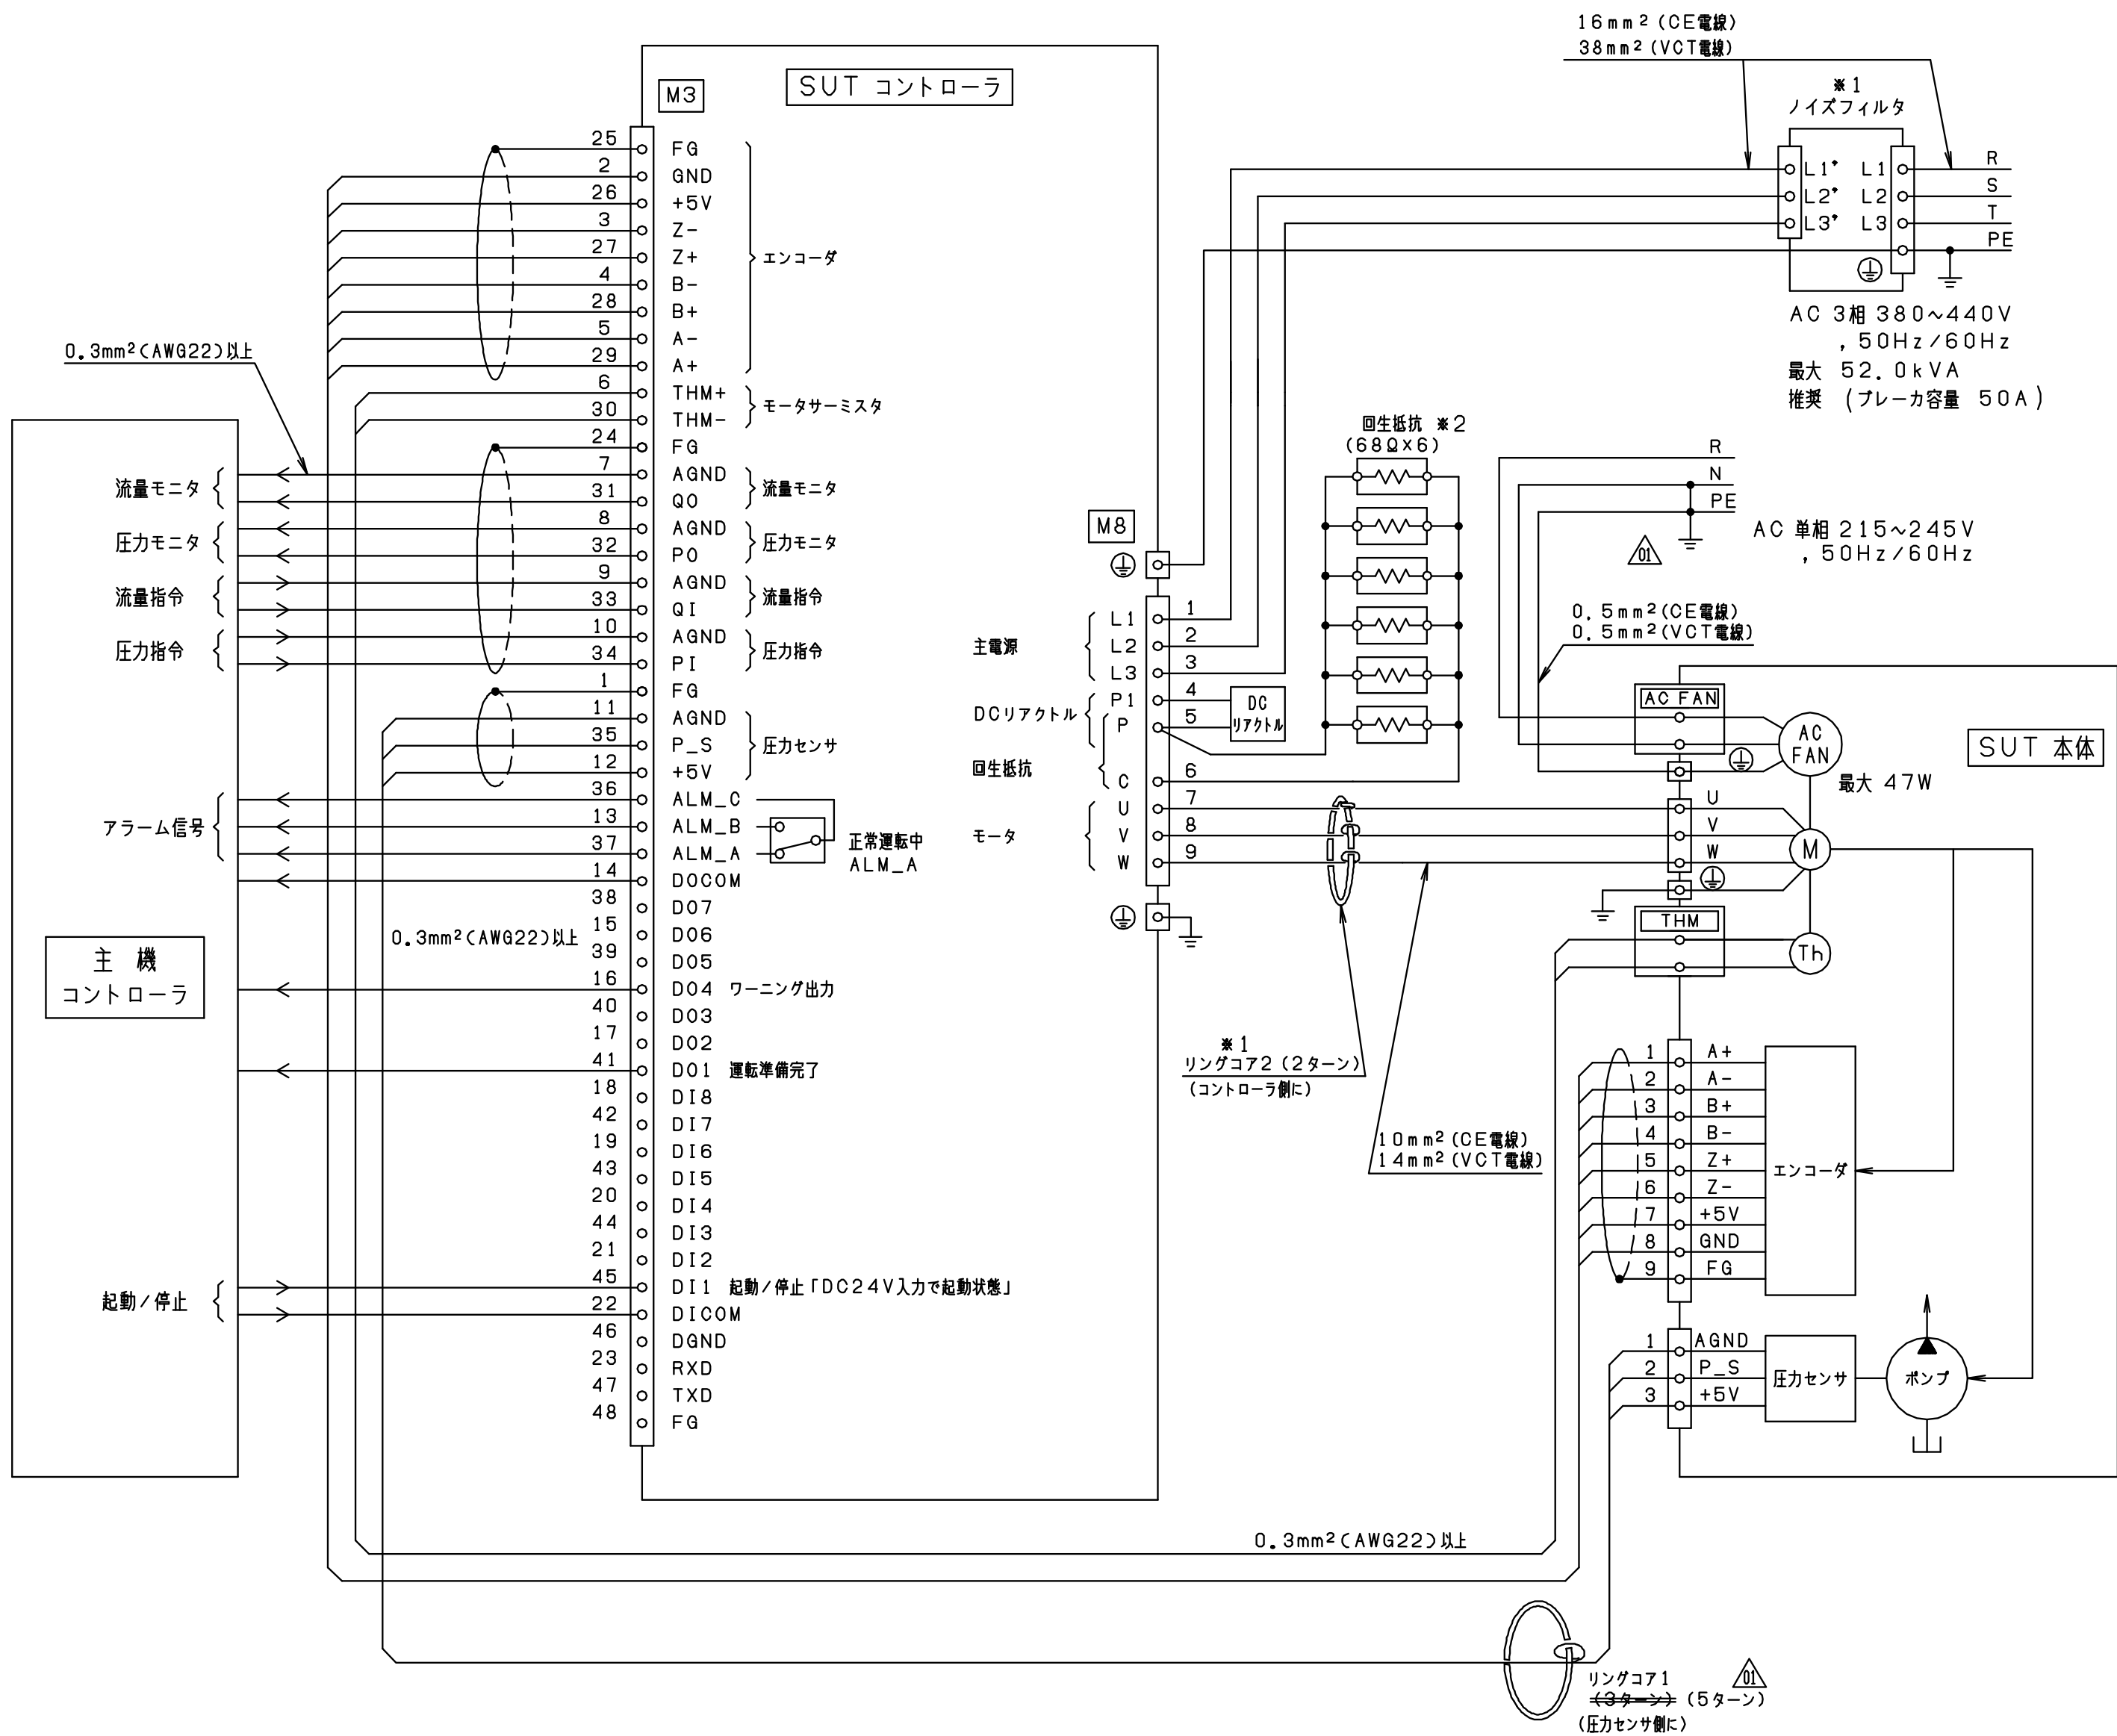 16mm²(CE電線)
38mm²(VCT電線)
※1
ノイズフィルタ
L1' L1 R
L2' L2 S
L3' L3 T
PE
AC 3相 380~440V
, 50Hz/60Hz
最大 52.0kVA
推奨 (ブレーカ容量 50A)
M3
SUT コントローラ
25 FG
2 GND
26 +5V
3 Z-
27 Z+
エンコーダ
4 B-
28 B+
5 A-
29 A+
6 THM+
30 THM-
モータサーミスタ
24 FG
7 AGND
31 Q0
流量モニタ
8 AGND
32 P0
圧力モニタ
9 AGND
33 QI
流量指令
10 AGND
34 PI
圧力指令
1 FG
11 AGND
35 P_S
圧力センサ
12 +5V
36 ALM_C
13 ALM_B
37 ALM_A
正常運転中
ALM_A
14 DOCOM
38 DO7
15 DO6
39 DO5
16 DO4 ワーニング出力
40 DO3
17 DO2
41 DO1 運転準備完了
18 DI8
42 DI7
19 DI6
43 DI5
20 DI4
44 DI3
21 DI2
45 DI1 起動/停止「DC24V入力で起動状態」
22 DICOM
46 DGND
23 RXD
47 TXD
48 FG
0.3mm²(AWG22)以上
流量モニタ
圧力モニタ
流量指令
圧力指令
アラーム信号
主 機
コントローラ
起動/停止
0.3mm²(AWG22)以上
M8
主電源
L1 1
L2 2
L3 3
DCリアクトル
P1 4
P 5
DC
リアクトル
回生抵抗
C 6
モータ
U 7
V 8
W 9
回生抵抗 ※2
(68Ω×6)
R
N
PE
01
AC 単相 215~245V
, 50Hz/60Hz
0.5mm²(CE電線)
0.5mm²(VCT電線)
AC FAN
AC
FAN
SUT 本体
最大 47W
U
V
W
M
THM
Th
※1
リングコア2 (2ターン)
(コントローラ側に)
10mm²(CE電線)
14mm²(VCT電線)
1 A+
2 A-
3 B+
4 B-
5 Z+
エンコーダ
6 Z-
7 +5V
8 GND
9 FG
1 AGND
2 P_S
圧力センサ
ポンプ
3 +5V
0.3mm²(AWG22)以上
リングコア1
01
(3ターン) (5ターン)
(圧力センサ側に)